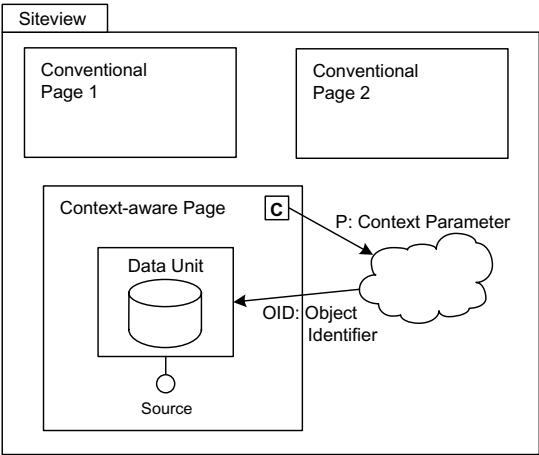 Siteview
Conventional
Page 1
Conventional
Page 2
Context-aware Page
C
P: Context Parameter
Data Unit
OID: Object
Identifier
Source